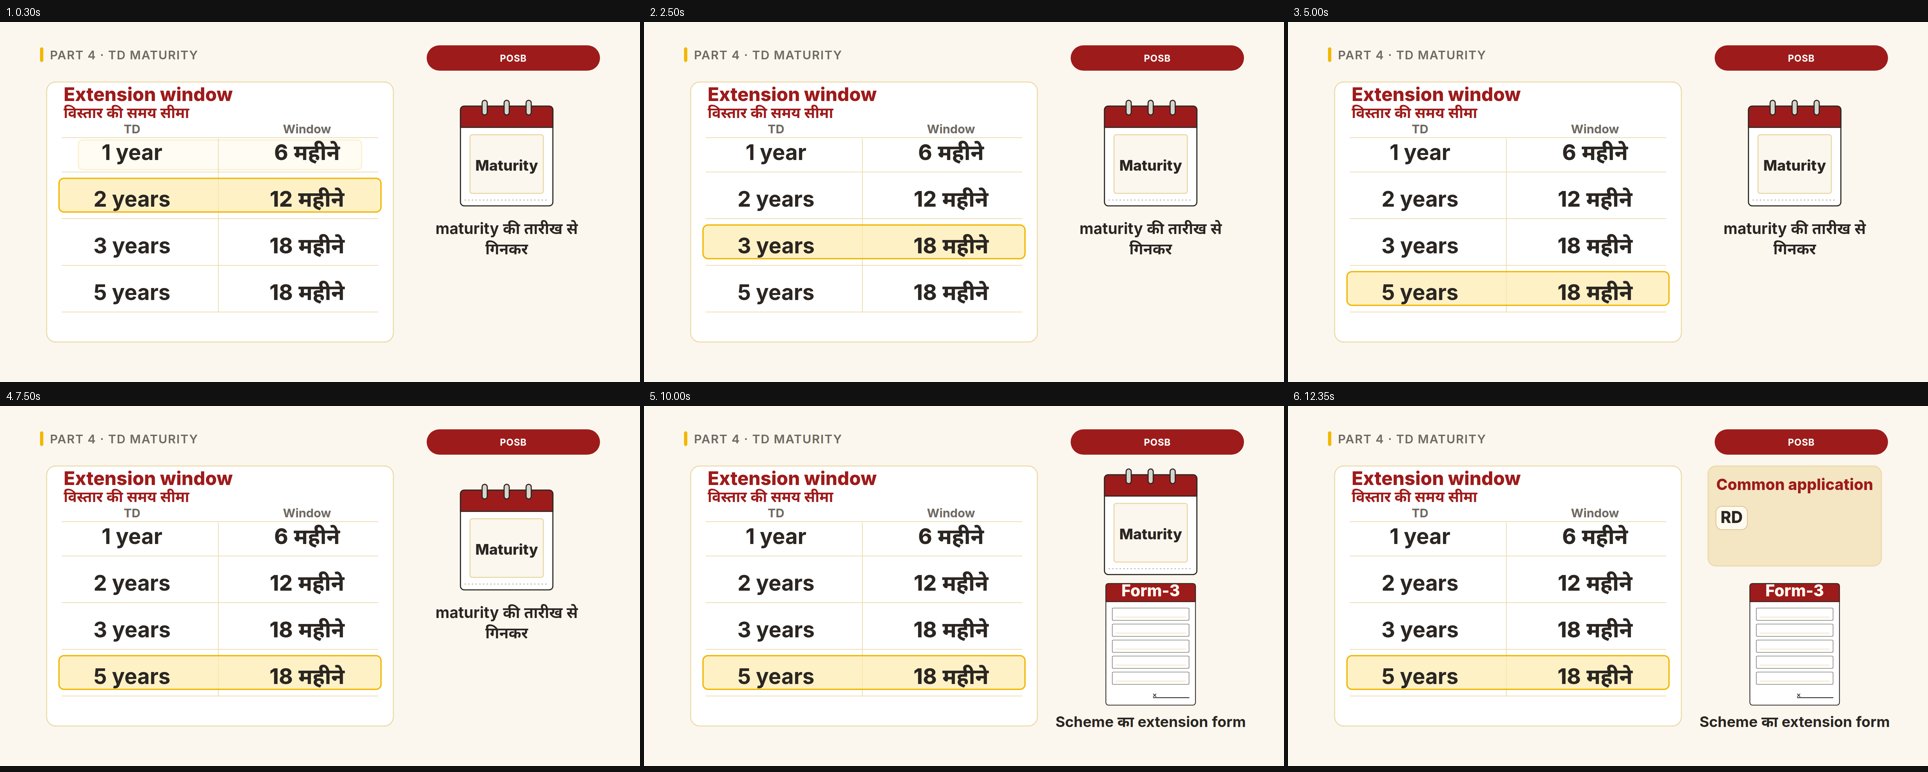 1. 0.30s
PART 4 · TD MATURITY
POSB
Extension window
विस्तार की समय सीमा
TD Window
1 year 6 महीने
2 years 12 महीने
3 years 18 महीने
5 years 18 महीने
Maturity
maturity की तारीख से
गिनकर
2. 2.50s
PART 4 · TD MATURITY
POSB
Extension window
विस्तार की समय सीमा
TD Window
1 year 6 महीने
2 years 12 महीने
3 years 18 महीने
5 years 18 महीने
Maturity
maturity की तारीख से
गिनकर
3. 5.00s
PART 4 · TD MATURITY
POSB
Extension window
विस्तार की समय सीमा
TD Window
1 year 6 महीने
2 years 12 महीने
3 years 18 महीने
5 years 18 महीने
Maturity
maturity की तारीख से
गिनकर
4. 7.50s
PART 4 · TD MATURITY
POSB
Extension window
विस्तार की समय सीमा
TD Window
1 year 6 महीने
2 years 12 महीने
3 years 18 महीने
5 years 18 महीने
Maturity
maturity की तारीख से
गिनकर
5. 10.00s
PART 4 · TD MATURITY
POSB
Extension window
विस्तार की समय सीमा
TD Window
1 year 6 महीने
2 years 12 महीने
3 years 18 महीने
5 years 18 महीने
Maturity
Form-3
x
Scheme का extension form
6. 12.35s
PART 4 · TD MATURITY
POSB
Extension window
विस्तार की समय सीमा
TD Window
1 year 6 महीने
2 years 12 महीने
3 years 18 महीने
5 years 18 महीने
Common application
RD
Form-3
x
Scheme का extension form